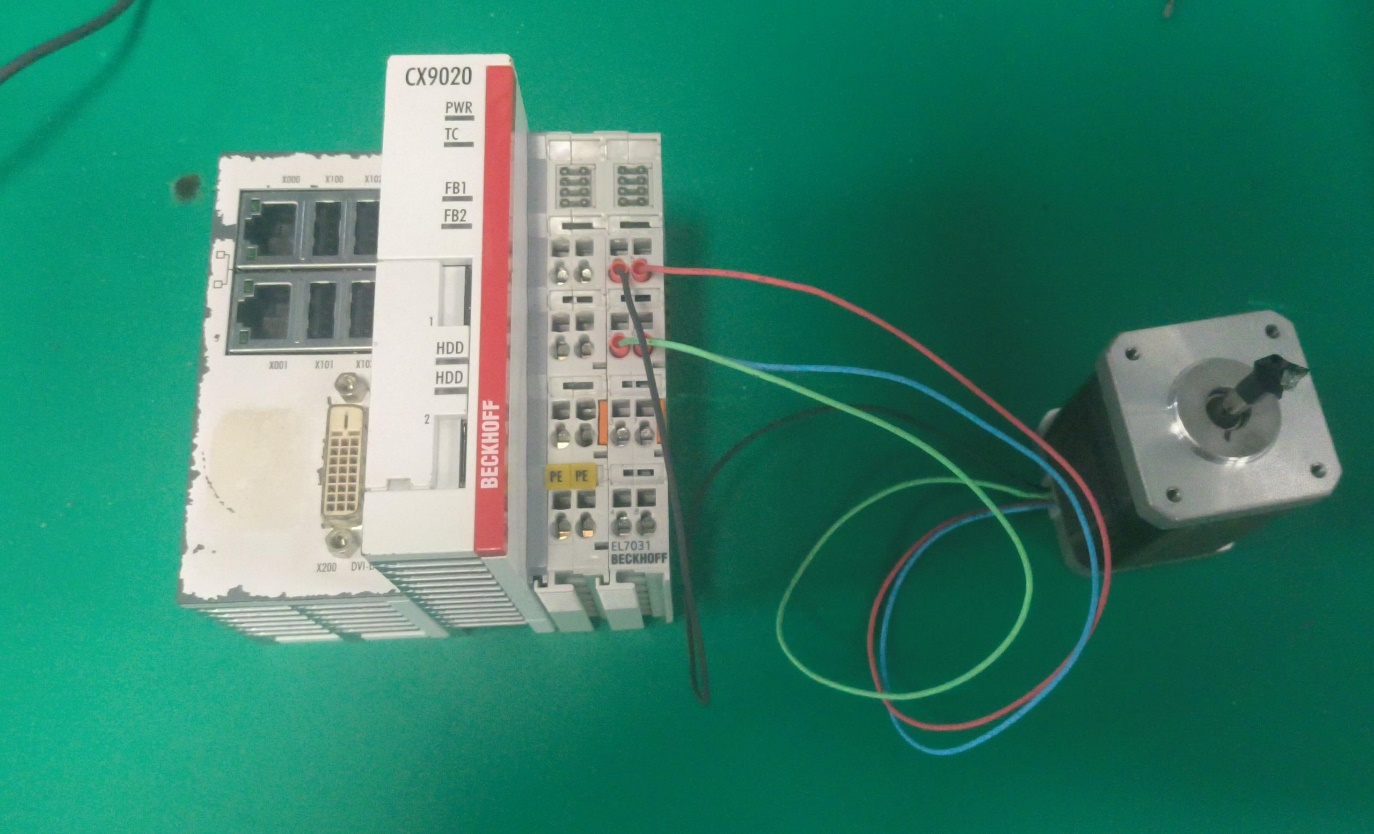 CX9020
PWR
TC
FB1
FB2
X000 X100
X001 X101
1
HDD
HDD
2
BECKHOFF
PE PE
X200
EL7031
BECKHOFF